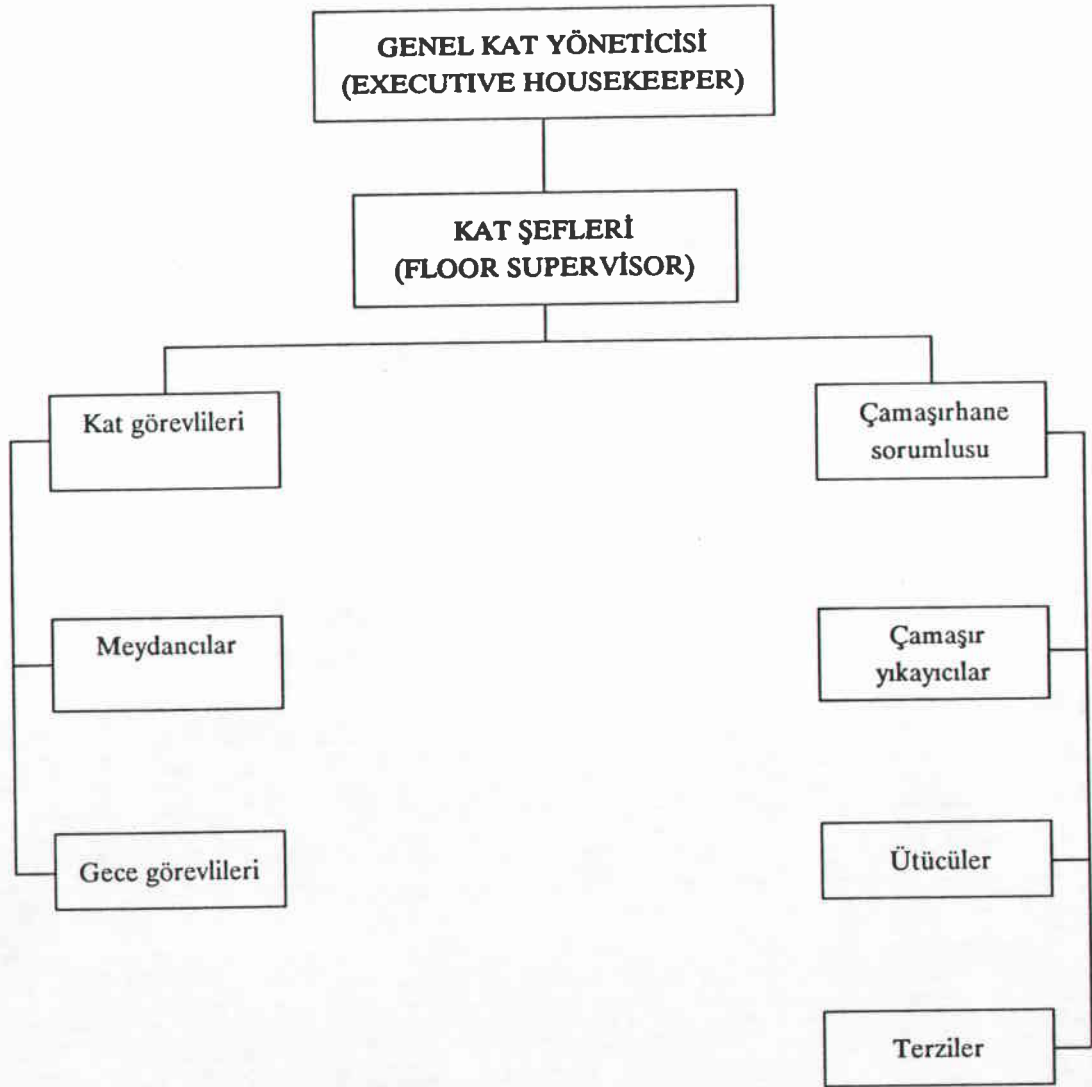 GENEL KAT YÖNETİCİSİ
(EXECUTIVE HOUSEKEEPER)
KAT ŞEFLERİ
(FLOOR SUPERVİSOR)
Kat görevlileri
Çamaşırhane
sorumlusu
Meydancılar
Çamaşır
yıkayıcılar
Gece görevlileri
Ütücüler
Terziler